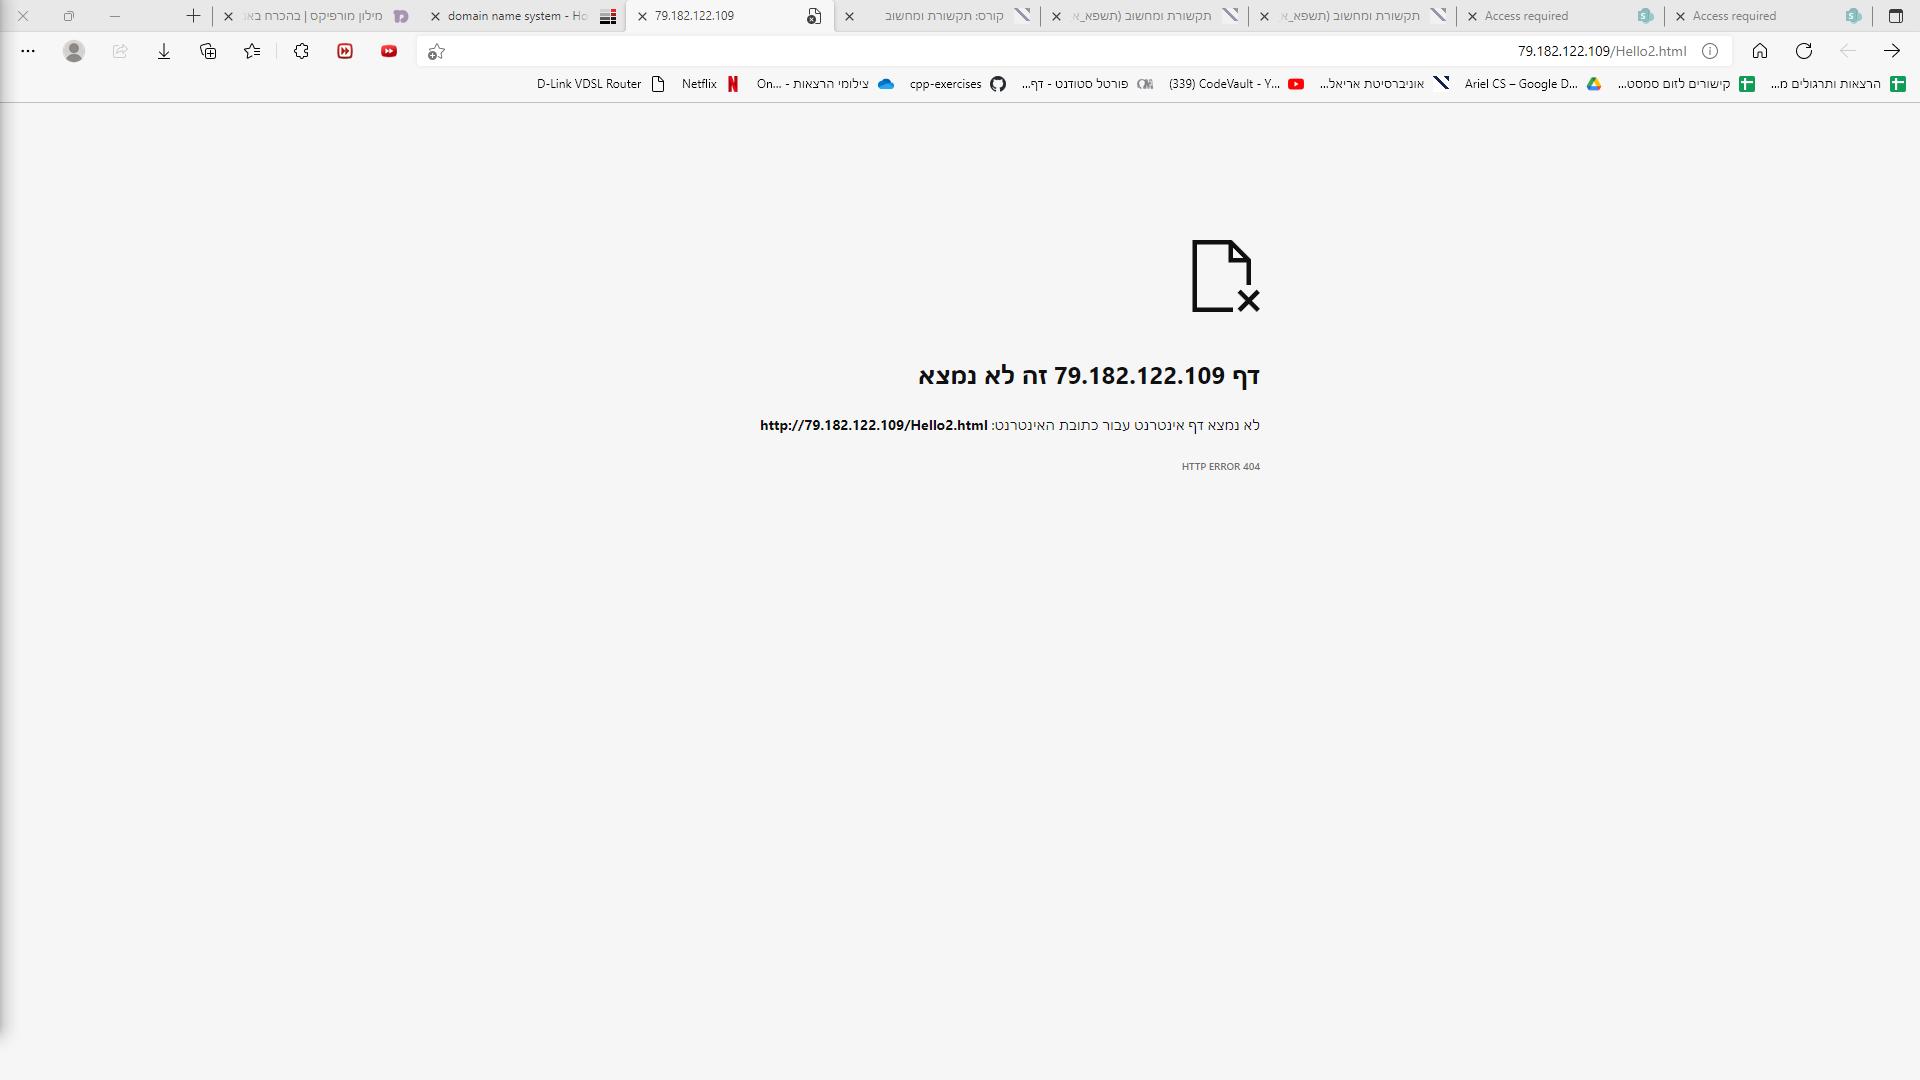 Access required
Access required
תקשורת ומחשוב (תשפא_א
תקשורת ומחשוב (תשפא_א
קורס: תקשורת ומחשוב
79.182.122.109
domain name system - Ho
מילון מורפיקס | בהכרח באנ
79.182.122.109/Hello2.html
הרצאות ותרגולים מ...
קישורים לזום סמסט...
Ariel CS – Google D...
אוניברסיטת אריאל...
(339) CodeVault - Y...
פורטל סטודנט - דף...
cpp-exercises
צילומי הרצאות - On...
Netflix
D-Link VDSL Router
דף 79.182.122.109 זה לא נמצא
לא נמצא דף אינטרנט עבור כתובת האינטרנט: http://79.182.122.109/Hello2.html
HTTP ERROR 404